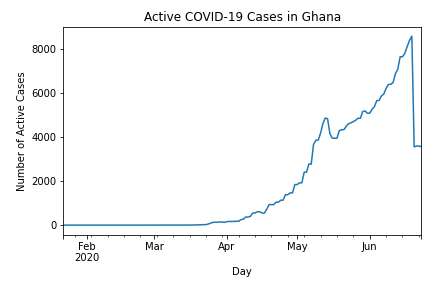 Active COVID-19 Cases in Ghana
Number of Active Cases
8000
6000
4000
2000
0
Feb Mar Apr May Jun
2020
Day